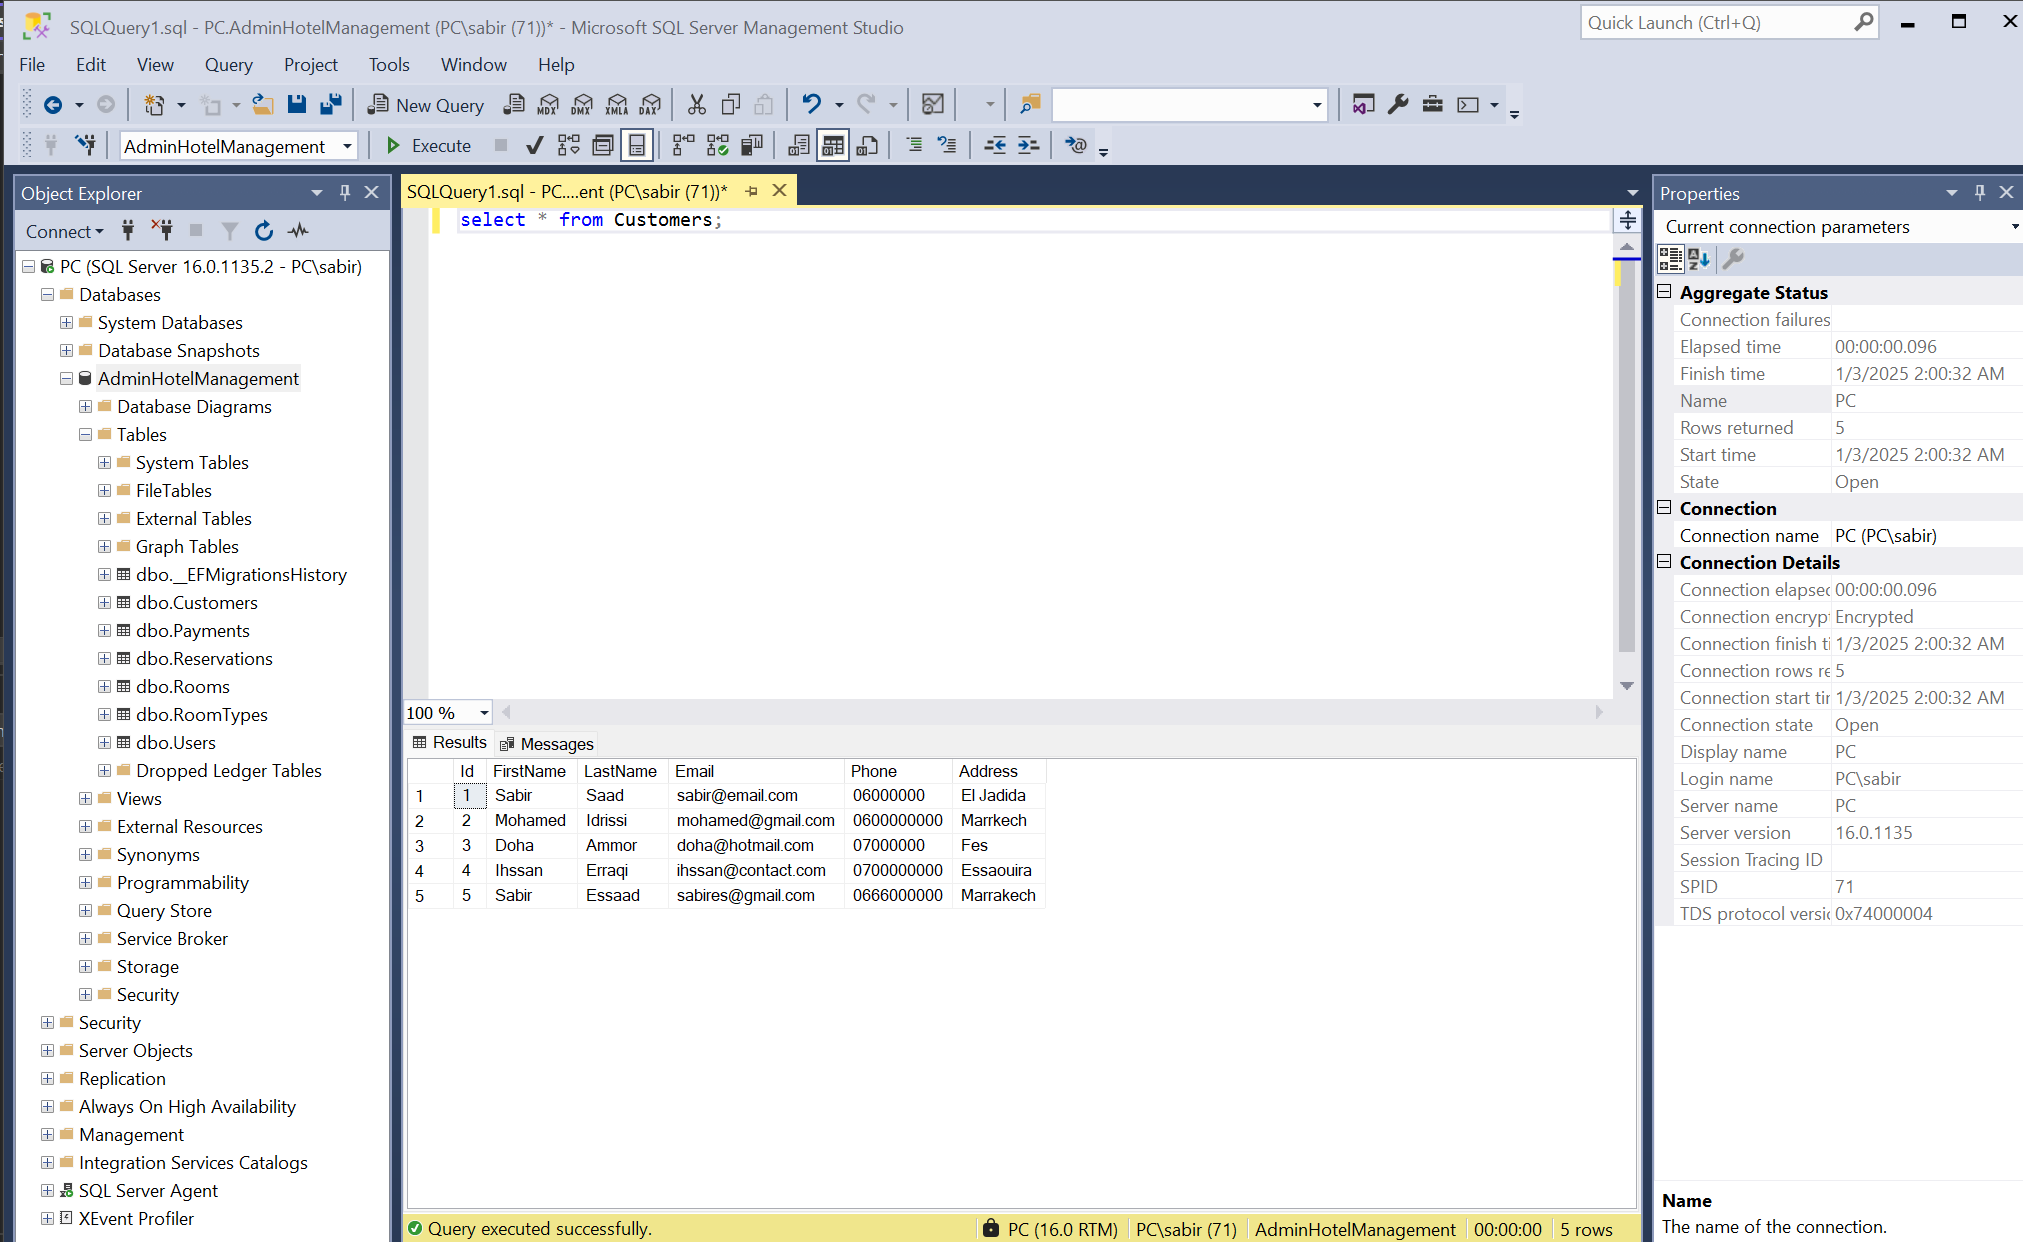 SQLQuery1.sql - PC.AdminHotelManagement (PC\sabir (71))* - Microsoft SQL Server Management Studio
Quick Launch (Ctrl+Q)
File Edit View Query Project Tools Window Help
New Query MDX DMX XMLA DAX
AdminHotelManagement Execute
Object Explorer
Connect
PC (SQL Server 16.0.1135.2 - PC\sabir)
Databases
System Databases
Database Snapshots
AdminHotelManagement
Database Diagrams
Tables
System Tables
FileTables
External Tables
Graph Tables
dbo.__EFMigrationsHistory
dbo.Customers
dbo.Payments
dbo.Reservations
dbo.Rooms
dbo.RoomTypes
dbo.Users
Dropped Ledger Tables
Views
External Resources
Synonyms
Programmability
Query Store
Service Broker
Storage
Security
Security
Server Objects
Replication
Always On High Availability
Management
Integration Services Catalogs
SQL Server Agent
XEvent Profiler
SQLQuery1.sql - PC....ent (PC\sabir (71))*
select * from Customers;
100 %
Results Messages
Id FirstName LastName Email Phone Address
1 1 Sabir Saad sabir@email.com 06000000 El Jadida
2 2 Mohamed Idrissi mohamed@gmail.com 0600000000 Marrkech
3 3 Doha Ammor doha@hotmail.com 07000000 Fes
4 4 Ihssan Erraqi ihssan@contact.com 0700000000 Essaouira
5 5 Sabir Essaad sabires@gmail.com 0666000000 Marrakech
Query executed successfully. PC (16.0 RTM) PC\sabir (71) AdminHotelManagement 00:00:00 5 rows
Properties
Current connection parameters
Aggregate Status
Connection failures
Elapsed time 00:00:00.096
Finish time 1/3/2025 2:00:32 AM
Name PC
Rows returned 5
Start time 1/3/2025 2:00:32 AM
State Open
Connection
Connection name PC (PC\sabir)
Connection Details
Connection elapsec 00:00:00.096
Connection encryp Encrypted
Connection finish ti 1/3/2025 2:00:32 AM
Connection rows re 5
Connection start tir 1/3/2025 2:00:32 AM
Connection state Open
Display name PC
Login name PC\sabir
Server name PC
Server version 16.0.1135
Session Tracing ID
SPID 71
TDS protocol versic 0x74000004
Name
The name of the connection.